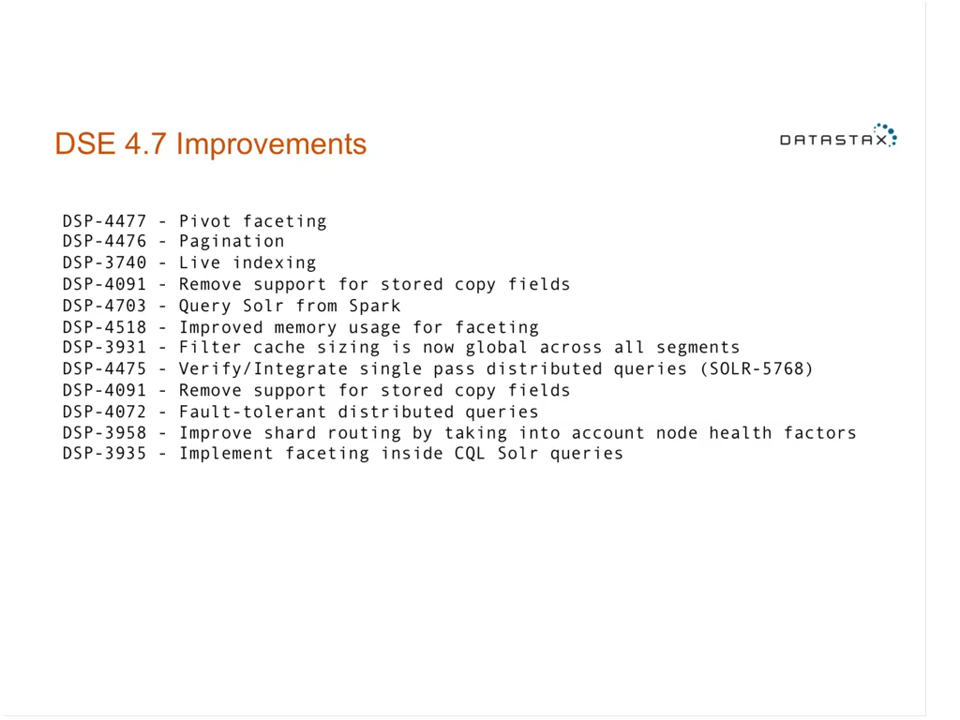 DSE 4.7 Improvements
DATASTAX
DSP-4477 - Pivot faceting
DSP-4476 - Pagination
DSP-3740 - Live indexing
DSP-4091 - Remove support for stored copy fields
DSP-4703 - Query Solr from Spark
DSP-4518 - Improved memory usage for faceting
DSP-3931 - Filter cache sizing is now global across all segments
DSP-4475 - Verify/Integrate single pass distributed queries (SOLR-5768)
DSP-4091 - Remove support for stored copy fields
DSP-4072 - Fault-tolerant distributed queries
DSP-3958 - Improve shard routing by taking into account node health factors
DSP-3935 - Implement faceting inside CQL Solr queries